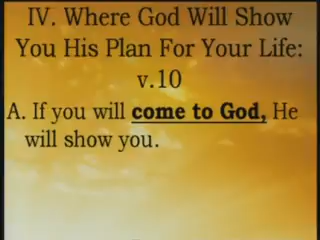 IV. Where God Will Show
You His Plan For Your Life:
v.10
A. If you will come to God, He
will show you.